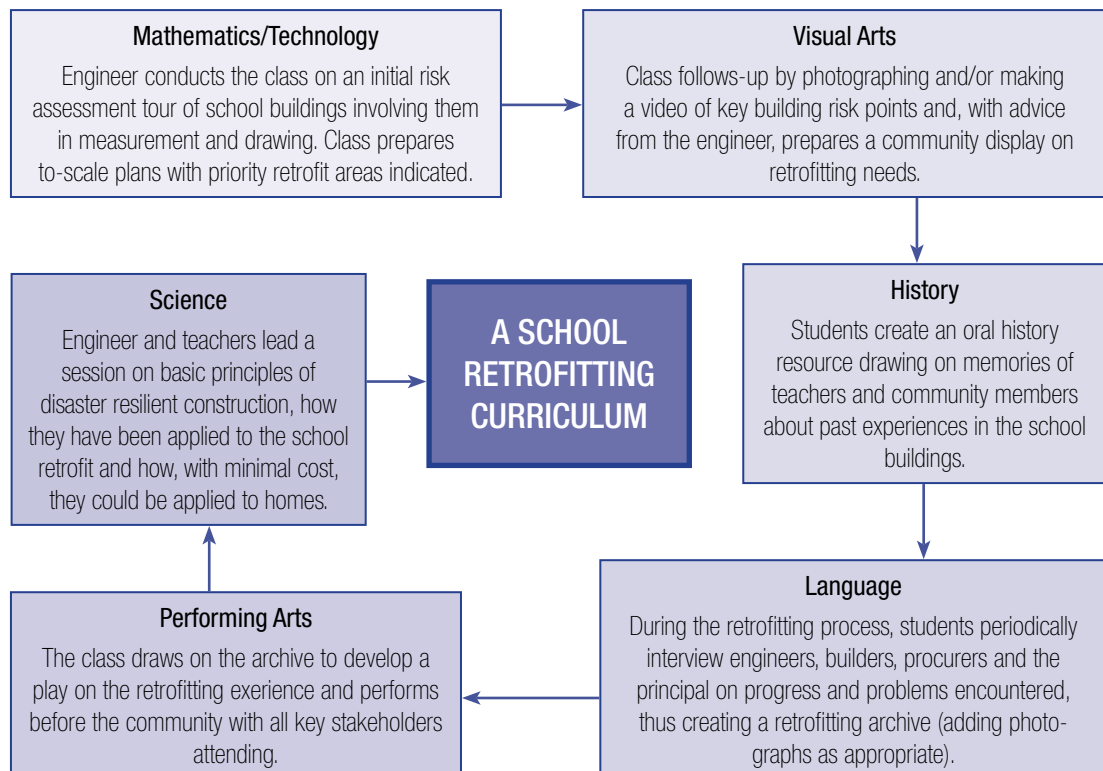 Mathematics/Technology
Engineer conducts the class on an initial risk
assessment tour of school buildings involving them
in measurement and drawing. Class prepares
to-scale plans with priority retrofit areas indicated.
Visual Arts
Class follows-up by photographing and/or making
a video of key building risk points and, with advice
from the engineer, prepares a community display on
retrofitting needs.
History
Students create an oral history
resource drawing on memories of
teachers and community members
about past experiences in the school
buildings.
Language
During the retrofitting process, students periodically
interview engineers, builders, procurers and the
principal on progress and problems encountered,
thus creating a retrofitting archive (adding photo-
graphs as appropriate).
Performing Arts
The class draws on the archive to develop a
play on the retrofitting exerience and performs
before the community with all key stakeholders
attending.
Science
Engineer and teachers lead a
session on basic principles of
disaster resilient construction, how
they have been applied to the school
retrofit and how, with minimal cost,
they could be applied to homes.
A SCHOOL
RETROFITTING
CURRICULUM